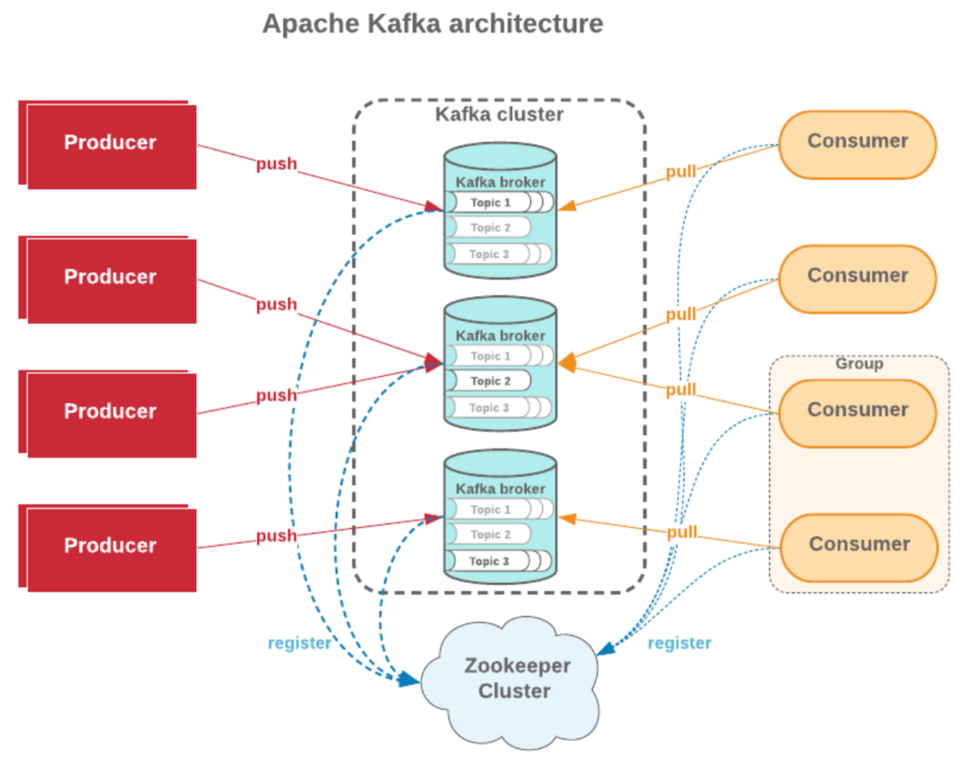 Apache Kafka architecture
Kafka cluster
Producer
push
Kafka broker
Topic 1
Topic 2
Topic 3
pull
Consumer
Producer
push
Kafka broker
Topic 1
Topic 2
Topic 3
pull
Consumer
Producer
push
pull
Group
Consumer
Producer
push
Kafka broker
Topic 1
Topic 2
Topic 3
pull
Consumer
register
Zookeeper
Cluster
register